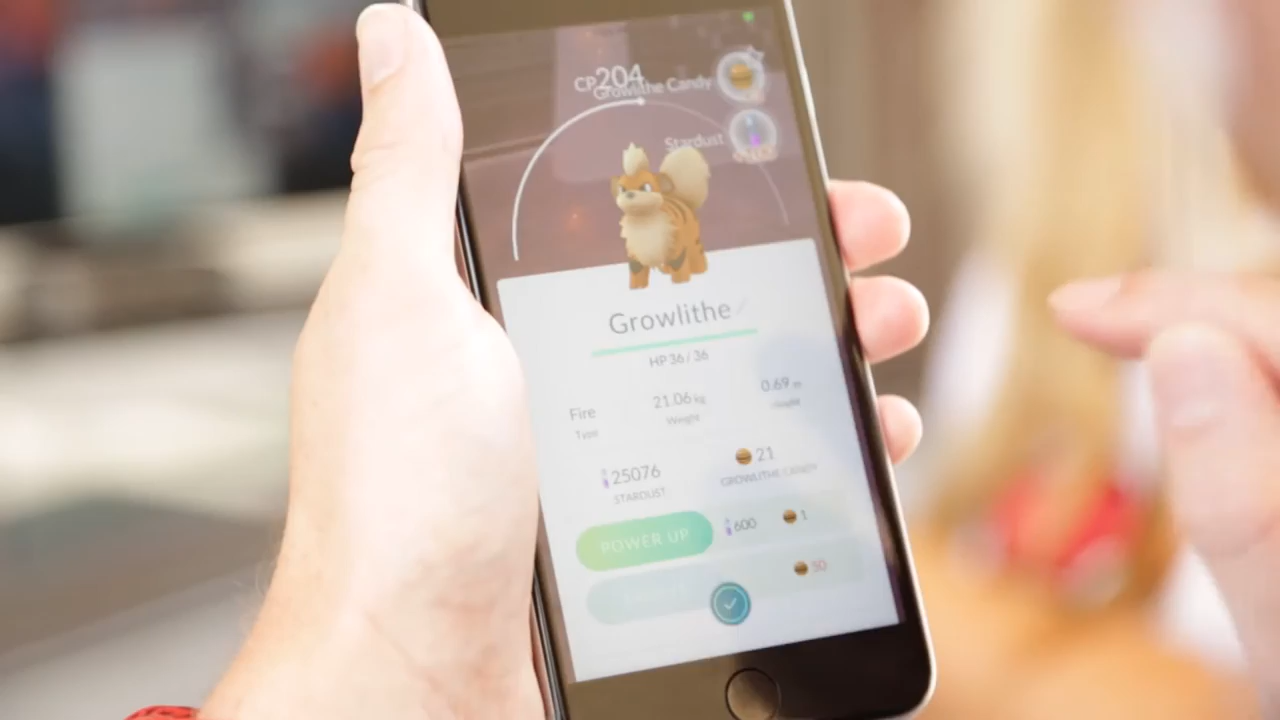 CP204
Growlithe Candy
Stardust
Growlithe
HP 36 / 36
Fire
Type
21.06 kg
Weight
0.69 m
Height
25076
STARDUST
21
GROWLITHE CANDY
POWER UP
600
1
50